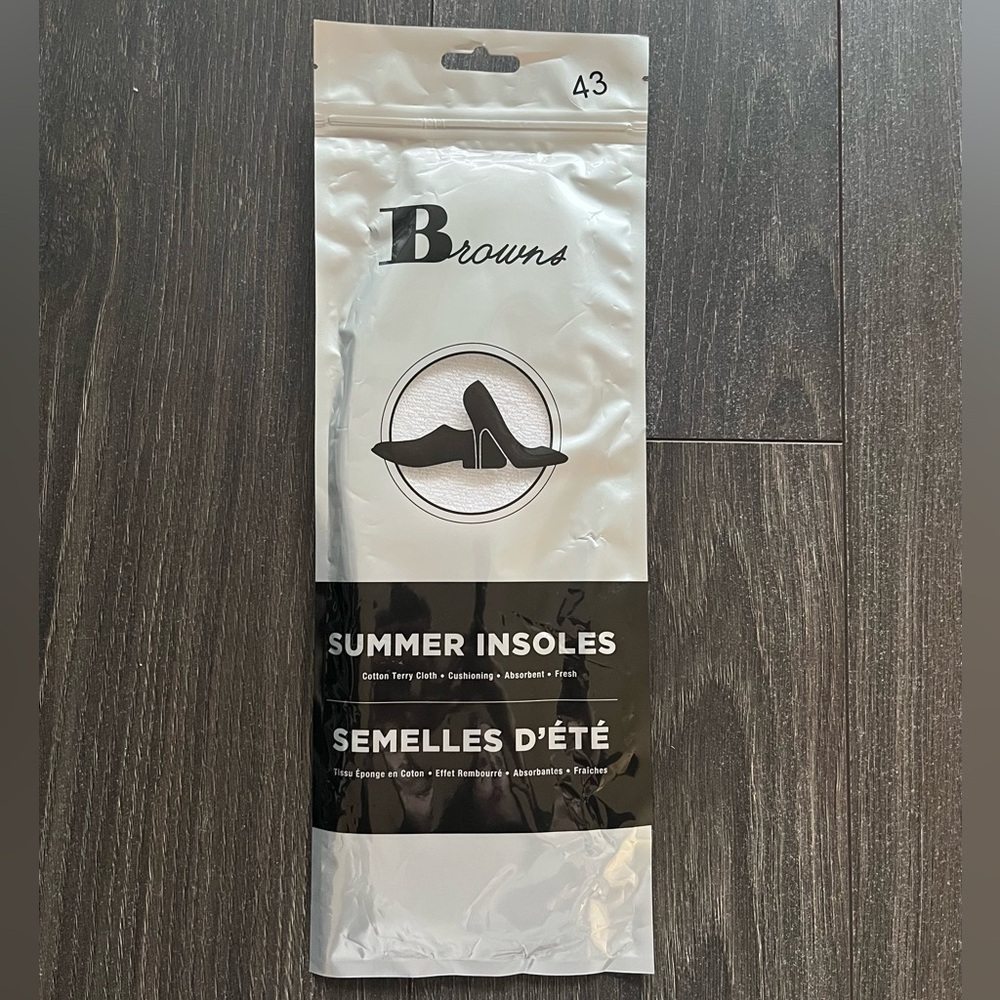 43
Browns
SUMMER INSOLES
Cotton Terry Cloth • Cushioning • Absorbent • Fresh
SEMELLES D'ÉTÉ
Tissu Éponge en Coton • Effet Rembourré • Absorbantes • Fraîches